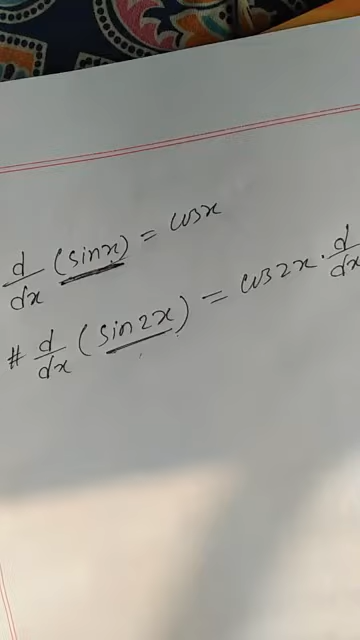 d/dx (sinx) = cosx
# d/dx (sin2x) = cos2x . d/dx